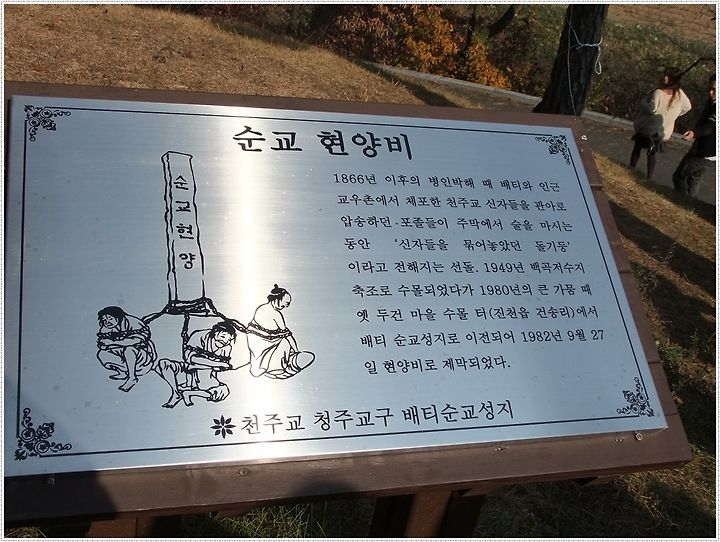 순교 현양비
순교현양
1866년 이후의 병인박해 때 배티와 인근
교우촌에서 체포한 천주교 신자들을 관아로
압송하던 포졸들이 주막에서 술을 마시는
동안 '신자들을 묶어놓았던 돌기둥'
이라고 전해지는 선돌. 1949년 백곡저수지
축조로 수몰되었다가 1980년의 큰 가뭄 때
옛 두건 마을 수몰 터(진천읍 건송리)에서
배티 순교성지로 이전되어 1982년 9월 27
일 현양비로 제막되었다.
천주교 청주교구 배티순교성지